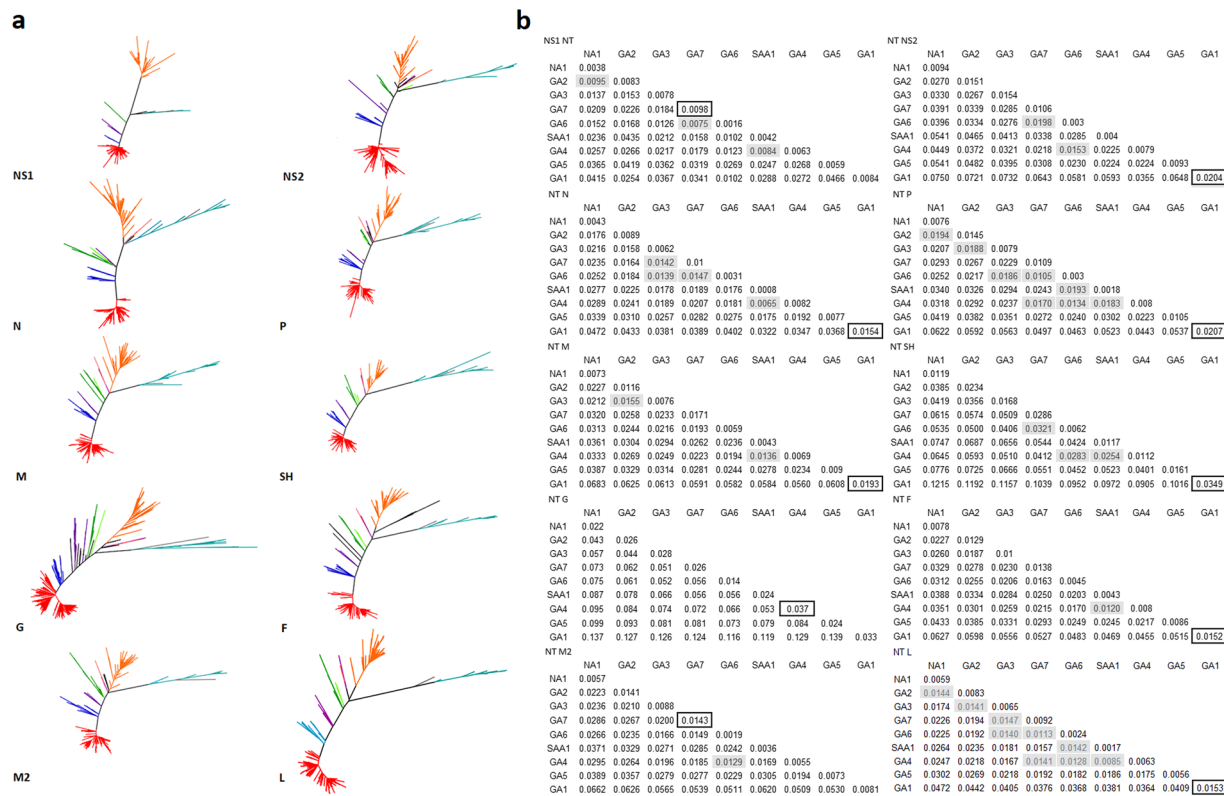 a
NS1
NS2
N
P
M
SH
G
F
M2
L
b
NS1 NT
NA1 GA2 GA3 GA7 GA6 SAA1 GA4 GA5 GA1
NA1 0.0038
GA2 0.0095 0.0083
GA3 0.0137 0.0153 0.0078
GA7 0.0209 0.0226 0.0184 0.0098
GA6 0.0152 0.0168 0.0126 0.0075 0.0016
SAA1 0.0236 0.0435 0.0212 0.0158 0.0102 0.0042
GA4 0.0257 0.0266 0.0217 0.0179 0.0123 0.0084 0.0063
GA5 0.0365 0.0419 0.0362 0.0319 0.0269 0.0247 0.0268 0.0059
GA1 0.0415 0.0254 0.0367 0.0341 0.0102 0.0288 0.0272 0.0466 0.0084
NT NS2
NA1 GA2 GA3 GA7 GA6 SAA1 GA4 GA5 GA1
NA1 0.0094
GA2 0.0270 0.0151
GA3 0.0330 0.0267 0.0154
GA7 0.0391 0.0339 0.0285 0.0106
GA6 0.0396 0.0334 0.0276 0.0198 0.003
SAA1 0.0541 0.0465 0.0413 0.0338 0.0285 0.004
GA4 0.0449 0.0372 0.0321 0.0218 0.0153 0.0225 0.0079
GA5 0.0541 0.0482 0.0395 0.0308 0.0230 0.0224 0.0224 0.0093
GA1 0.0750 0.0721 0.0732 0.0643 0.0581 0.0593 0.0355 0.0648 0.0204
NT N
NA1 GA2 GA3 GA7 GA6 SAA1 GA4 GA5 GA1
NA1 0.0043
GA2 0.0176 0.0089
GA3 0.0216 0.0158 0.0062
GA7 0.0235 0.0164 0.0142 0.01
GA6 0.0252 0.0184 0.0139 0.0147 0.0031
SAA1 0.0277 0.0225 0.0178 0.0189 0.0176 0.0008
GA4 0.0289 0.0241 0.0189 0.0207 0.0181 0.0065 0.0082
GA5 0.0339 0.0310 0.0257 0.0282 0.0275 0.0175 0.0192 0.0077
GA1 0.0472 0.0433 0.0381 0.0389 0.0402 0.0322 0.0347 0.0368 0.0154
NT P
NA1 GA2 GA3 GA7 GA6 SAA1 GA4 GA5 GA1
NA1 0.0076
GA2 0.0194 0.0145
GA3 0.0207 0.0188 0.0079
GA7 0.0293 0.0267 0.0229 0.0109
GA6 0.0252 0.0217 0.0186 0.0105 0.003
SAA1 0.0340 0.0326 0.0294 0.0243 0.0193 0.0018
GA4 0.0318 0.0292 0.0237 0.0170 0.0134 0.0183 0.008
GA5 0.0419 0.0382 0.0351 0.0272 0.0240 0.0302 0.0223 0.0105
GA1 0.0622 0.0592 0.0563 0.0497 0.0463 0.0523 0.0443 0.0537 0.0207
NT M
NA1 GA2 GA3 GA7 GA6 SAA1 GA4 GA5 GA1
NA1 0.0073
GA2 0.0227 0.0116
GA3 0.0212 0.0155 0.0076
GA7 0.0320 0.0258 0.0233 0.0171
GA6 0.0313 0.0244 0.0216 0.0193 0.0059
SAA1 0.0361 0.0304 0.0294 0.0262 0.0236 0.0043
GA4 0.0333 0.0269 0.0249 0.0223 0.0194 0.0136 0.0069
GA5 0.0387 0.0329 0.0314 0.0281 0.0244 0.0278 0.0234 0.009
GA1 0.0683 0.0625 0.0613 0.0591 0.0582 0.0584 0.0560 0.0608 0.0193
NT SH
NA1 GA2 GA3 GA7 GA6 SAA1 GA4 GA5 GA1
NA1 0.0119
GA2 0.0385 0.0234
GA3 0.0419 0.0356 0.0168
GA7 0.0615 0.0574 0.0509 0.0286
GA6 0.0535 0.0500 0.0406 0.0321 0.0062
SAA1 0.0747 0.0687 0.0656 0.0544 0.0424 0.0117
GA4 0.0645 0.0593 0.0510 0.0412 0.0283 0.0254 0.0112
GA5 0.0776 0.0725 0.0666 0.0551 0.0452 0.0523 0.0401 0.0161
GA1 0.1215 0.1192 0.1157 0.1039 0.0952 0.0972 0.0905 0.1016 0.0349
NT G
NA1 GA2 GA3 GA7 GA6 SAA1 GA4 GA5 GA1
NA1 0.022
GA2 0.043 0.026
GA3 0.057 0.044 0.028
GA7 0.073 0.062 0.051 0.026
GA6 0.075 0.061 0.052 0.056 0.014
SAA1 0.087 0.078 0.066 0.056 0.056 0.024
GA4 0.095 0.084 0.074 0.072 0.066 0.053 0.037
GA5 0.099 0.093 0.081 0.081 0.073 0.079 0.084 0.024
GA1 0.137 0.127 0.126 0.124 0.116 0.119 0.129 0.139 0.033
NT F
NA1 GA2 GA3 GA7 GA6 SAA1 GA4 GA5 GA1
NA1 0.0078
GA2 0.0227 0.0129
GA3 0.0260 0.0187 0.01
GA7 0.0329 0.0278 0.0230 0.0138
GA6 0.0312 0.0255 0.0206 0.0163 0.0045
SAA1 0.0388 0.0334 0.0284 0.0250 0.0203 0.0043
GA4 0.0351 0.0301 0.0259 0.0215 0.0170 0.0120 0.008
GA5 0.0433 0.0385 0.0331 0.0293 0.0249 0.0245 0.0217 0.0086
GA1 0.0627 0.0598 0.0556 0.0527 0.0483 0.0469 0.0455 0.0515 0.0152
NT M2
NA1 GA2 GA3 GA7 GA6 SAA1 GA4 GA5 GA1
NA1 0.0057
GA2 0.0223 0.0141
GA3 0.0236 0.0210 0.0088
GA7 0.0286 0.0267 0.0200 0.0143
GA6 0.0266 0.0235 0.0166 0.0149 0.0019
SAA1 0.0371 0.0329 0.0271 0.0285 0.0242 0.0036
GA4 0.0295 0.0264 0.0196 0.0185 0.0129 0.0169 0.0055
GA5 0.0389 0.0357 0.0279 0.0277 0.0229 0.0305 0.0194 0.0073
GA1 0.0662 0.0626 0.0565 0.0539 0.0511 0.0620 0.0509 0.0530 0.0081
NT L
NA1 GA2 GA3 GA7 GA6 SAA1 GA4 GA5 GA1
NA1 0.0059
GA2 0.0144 0.0083
GA3 0.0174 0.0141 0.0065
GA7 0.0226 0.0194 0.0147 0.0092
GA6 0.0225 0.0192 0.0140 0.0113 0.0024
SAA1 0.0264 0.0235 0.0181 0.0157 0.0142 0.0017
GA4 0.0247 0.0218 0.0167 0.0141 0.0128 0.0085 0.0063
GA5 0.0302 0.0269 0.0218 0.0192 0.0182 0.0186 0.0175 0.0056
GA1 0.0472 0.0442 0.0405 0.0376 0.0368 0.0381 0.0364 0.0409 0.0153